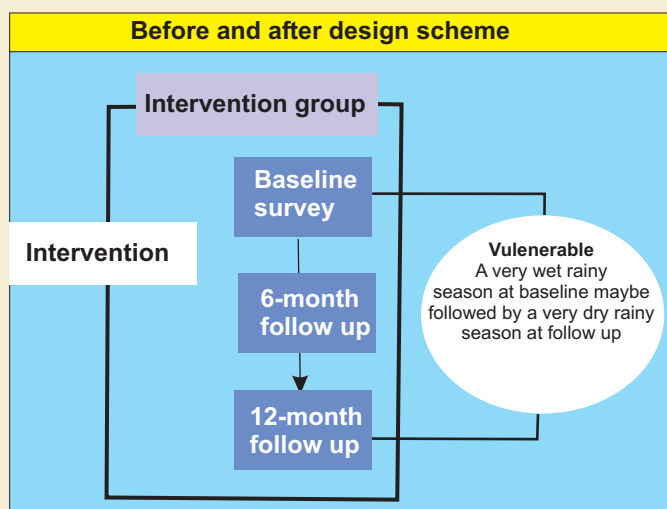 Before and after design scheme
Intervention group
Baseline
survey
Intervention
6-month
follow up
12-month
follow up
Vulenerable
A very wet rainy
season at baseline maybe
followed by a very dry rainy
season at follow up